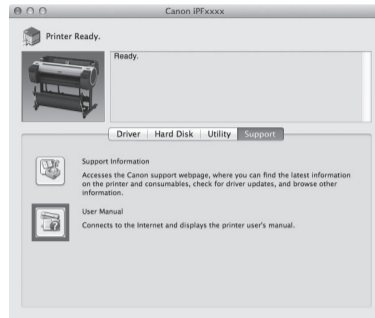 Canon iPFxxxx
Printer Ready.
Ready.
Driver Hard Disk Utility Support
Support Information
Accesses the Canon support webpage, where you can find the latest information
on the printer and consumables, check for driver updates, and browse other
information.
User Manual
Connects to the Internet and displays the printer user's manual.